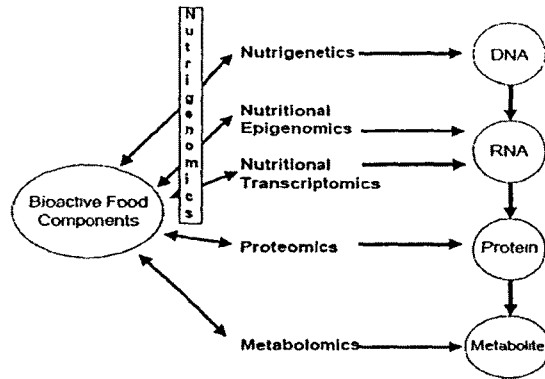 Nutrigenomics
Nutrigenetics
DNA
Nutritional
Epigenomics
RNA
Nutritional
Transcriptomics
Bioactive Food
Components
Proteomics
Protein
Metabolomics
Metabolite